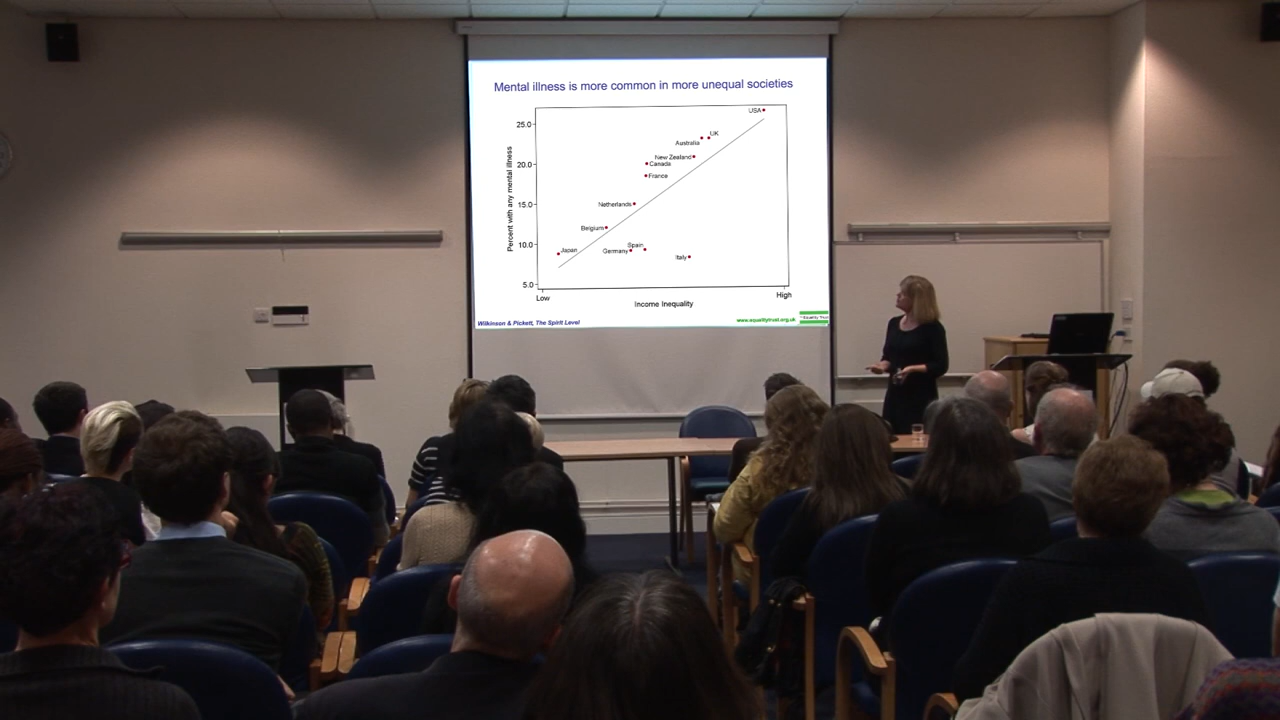 Mental illness is more common in more unequal societies
Percent with any mental illness
25.0
20.0
15.0
10.0
5.0
USA
UK
Australia
New Zealand
Canada
France
Netherlands
Belgium
Japan
Spain
Germany
Italy
Low
High
Income Inequality
Wilkinson & Pickett, The Spirit Level
www.equalitytrust.org.uk
Equality Trust